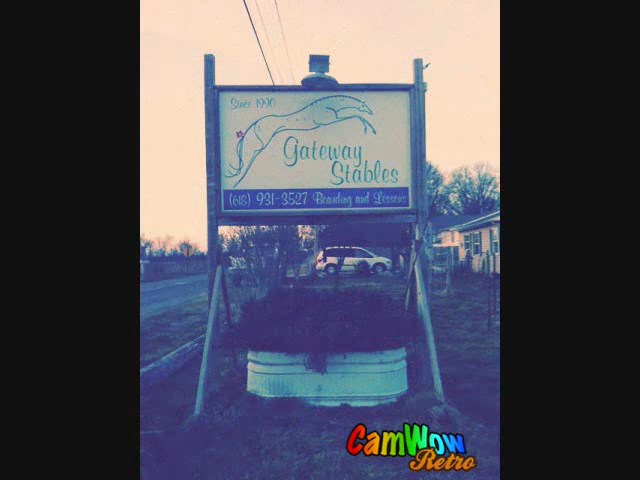 Since 1990
Gateway
Stables
(618) 931-3527 Boarding and Lessons
CamWow
Retro